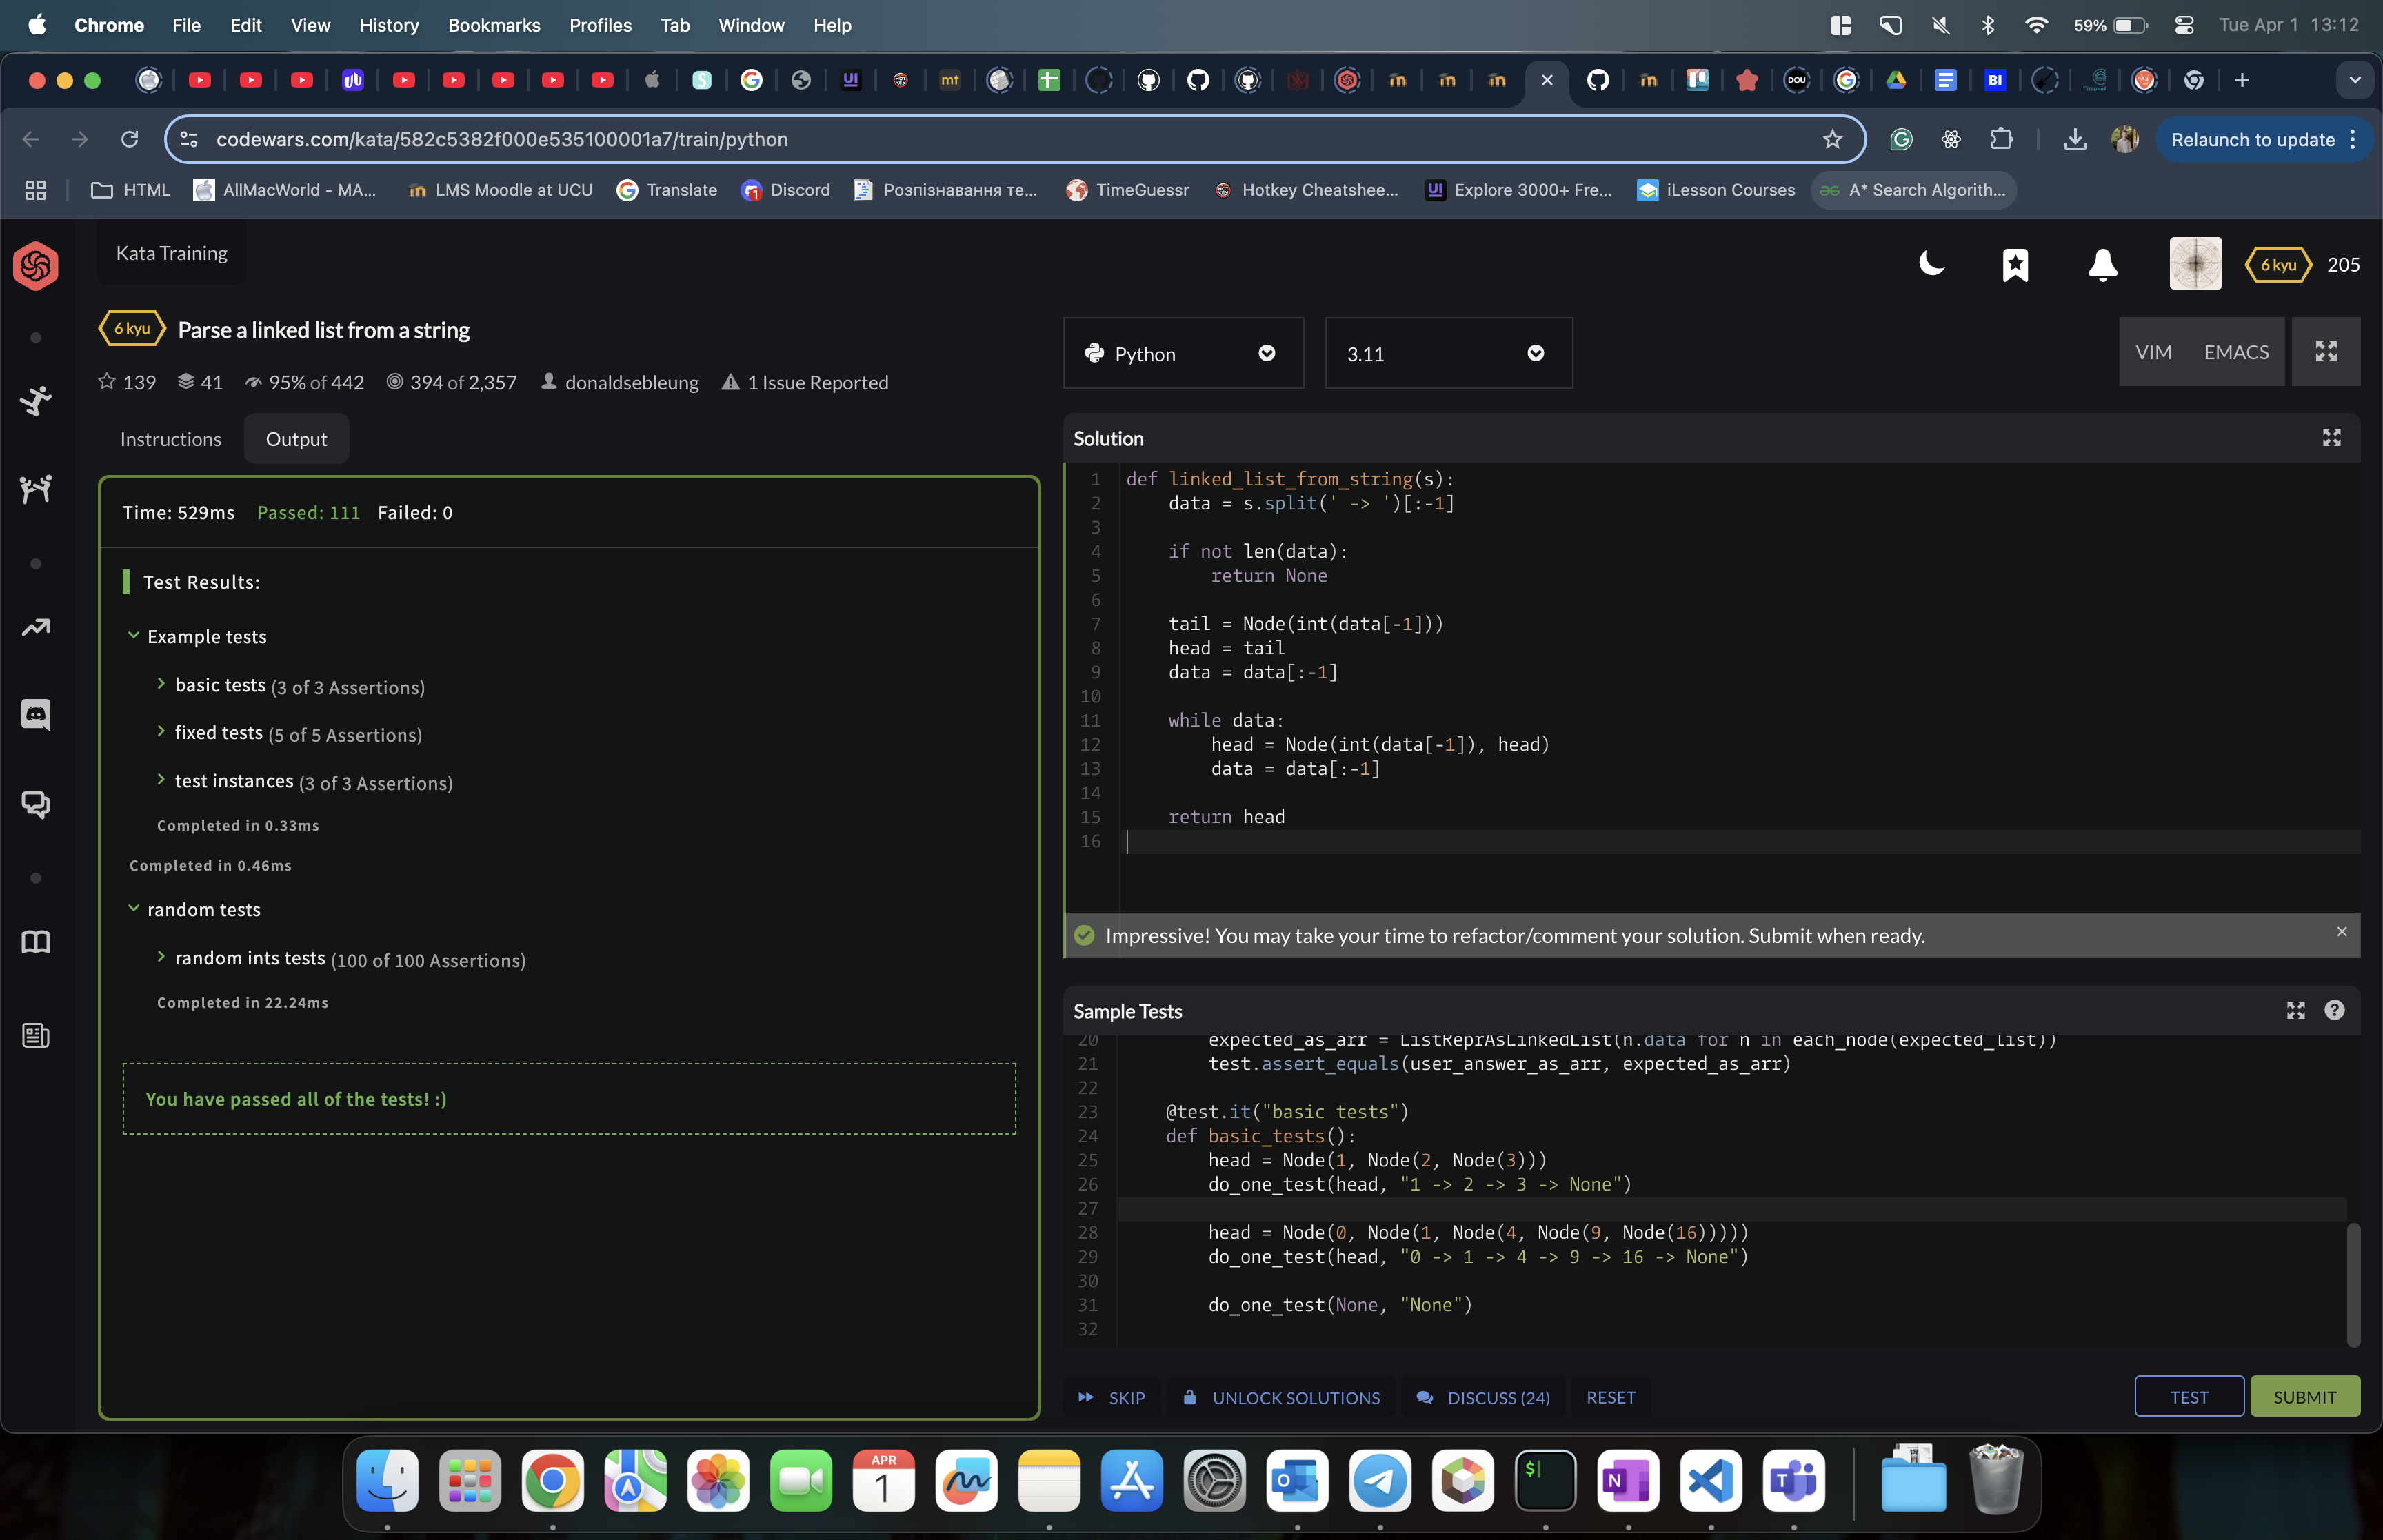 Chrome File Edit View History Bookmarks Profiles Tab Window Help 59% Tue Apr 1 13:12
codewars.com/kata/582c5382f000e535100001a7/train/python Relaunch to update
HTML AllMacWorld - MA... LMS Moodle at UCU Translate Discord Розпізнавання те... TimeGuessr Hotkey Cheatshee... Explore 3000+ Fre... iLesson Courses A* Search Algorith...
Kata Training
6 kyu 205
6 kyu Parse a linked list from a string
139 41 95% of 442 394 of 2,357 donaldsebleung 1 Issue Reported
Instructions Output
Time: 529ms Passed: 111 Failed: 0
Test Results:
Example tests
basic tests (3 of 3 Assertions)
fixed tests (5 of 5 Assertions)
test instances (3 of 3 Assertions)
Completed in 0.33ms
Completed in 0.46ms
random tests
random ints tests (100 of 100 Assertions)
Completed in 22.24ms
You have passed all of the tests! :)
Python 3.11 VIM EMACS
Solution
1 def linked_list_from_string(s):
2 data = s.split(' -> ')[:-1]
3
4 if not len(data):
5 return None
6
7 tail = Node(int(data[-1]))
8 head = tail
9 data = data[:-1]
10
11 while data:
12 head = Node(int(data[-1]), head)
13 data = data[:-1]
14
15 return head
16
Impressive! You may take your time to refactor/comment your solution. Submit when ready.
Sample Tests
20 expected_as_arr = ListReprAsLinkedList(n.data for n in each_node(expected_list))
21 test.assert_equals(user_answer_as_arr, expected_as_arr)
22
23 @test.it("basic tests")
24 def basic_tests():
25 head = Node(1, Node(2, Node(3)))
26 do_one_test(head, "1 -> 2 -> 3 -> None")
27
28 head = Node(0, Node(1, Node(4, Node(9, Node(16)))))
29 do_one_test(head, "0 -> 1 -> 4 -> 9 -> 16 -> None")
30
31 do_one_test(None, "None")
32
SKIP UNLOCK SOLUTIONS DISCUSS (24) RESET TEST SUBMIT
APR
1